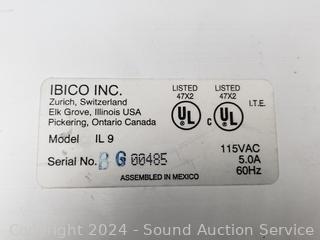 IBICO INC.
Zurich, Switzerland
Elk Grove, Illinois USA
Pickering, Ontario Canada
Model IL 9
Serial No. BG 00485
ASSEMBLED IN MEXICO
LISTED
47X2
UL
LISTED
47X2
C UL
I.T.E.
115VAC
5.0A
60Hz
Copyright 2024 - Sound Auction Service